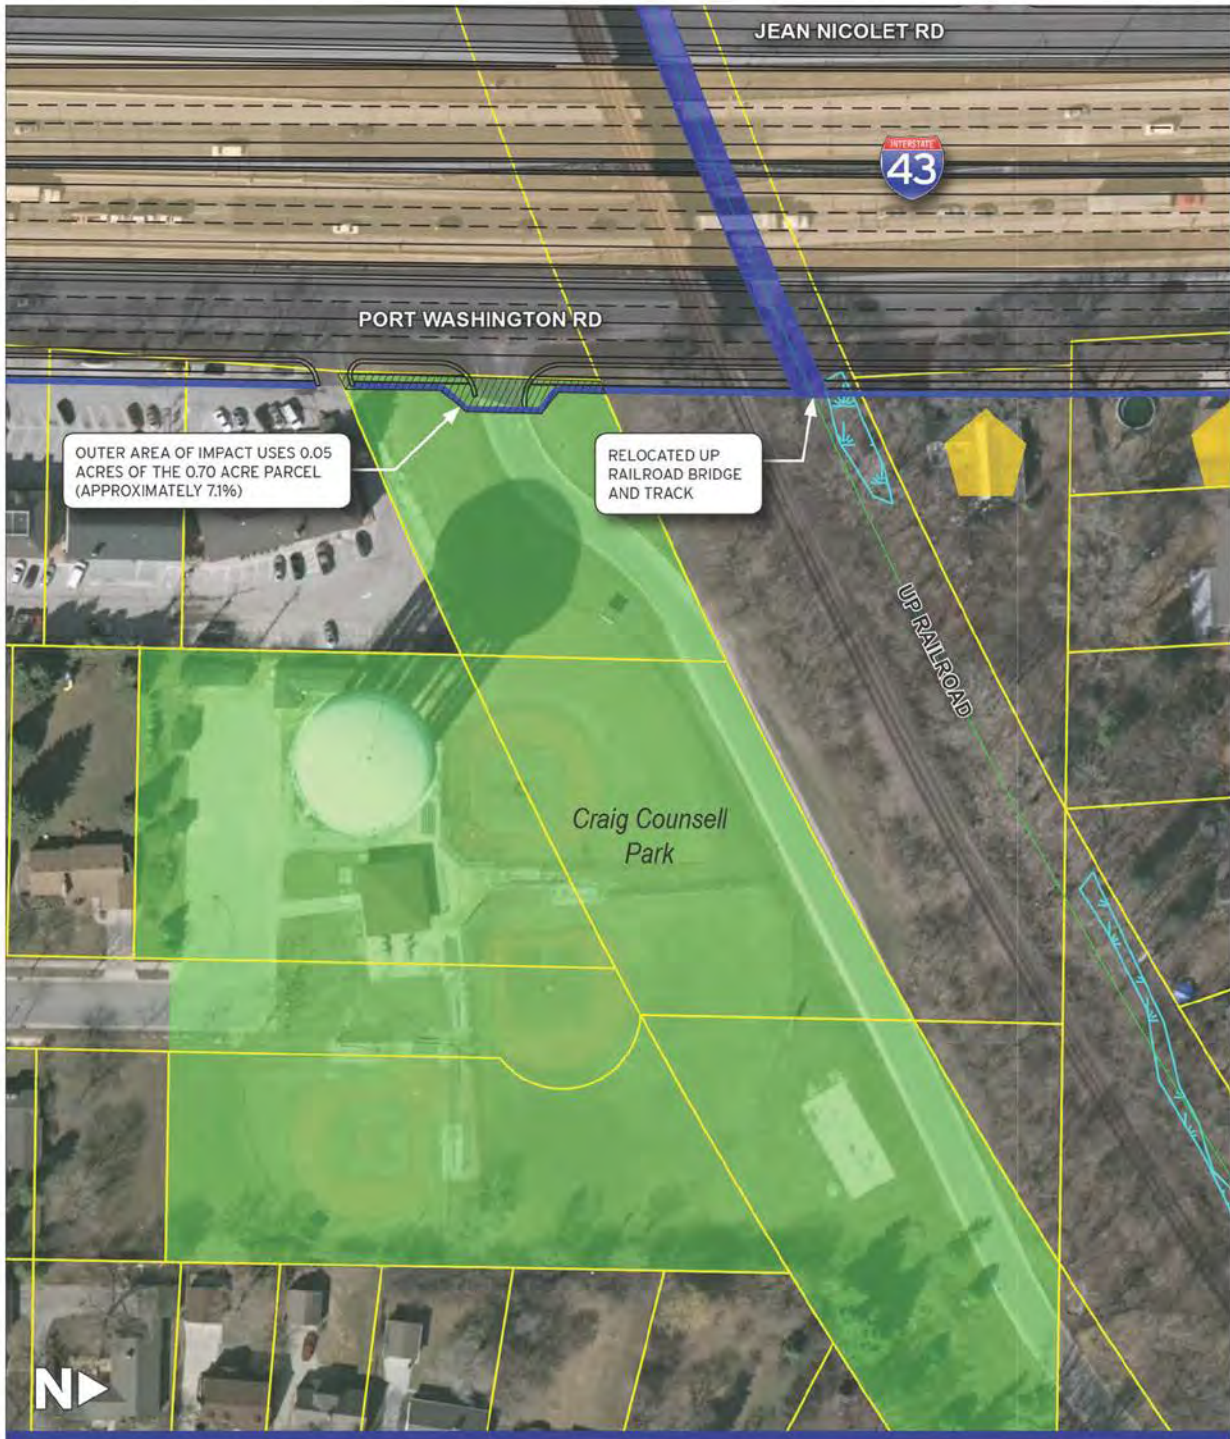 JEAN NICOLET RD
INTERSTATE
43
PORT WASHINGTON RD
OUTER AREA OF IMPACT USES 0.05
ACRES OF THE 0.70 ACRE PARCEL
(APPROXIMATELY 7.1%)
RELOCATED UP
RAILROAD BRIDGE
AND TRACK
UP RAILROAD
Craig Counsell
Park
N